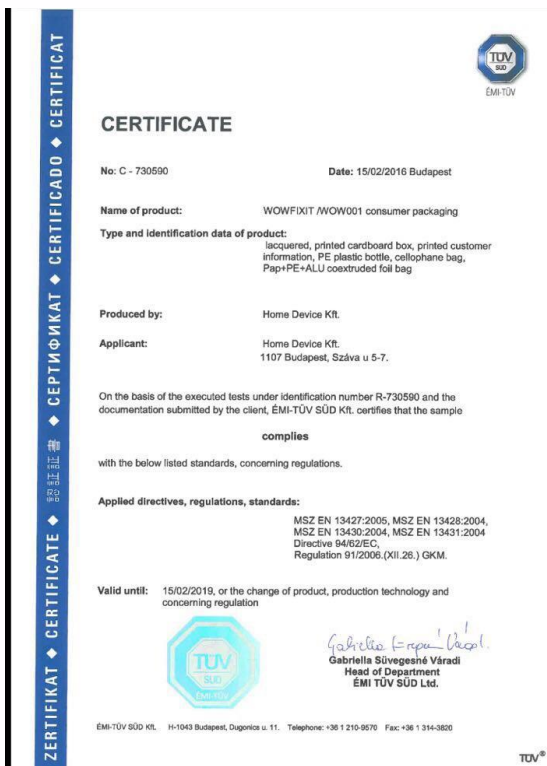 ZERTIFIKAT ◆ CERTIFICATE ◆ 認証証書 ◆ СЕРТИФИКАТ ◆ CERTIFICADO ◆ CERTIFICAT
TÜV
SÜD
ÉMI-TÜV
CERTIFICATE
No: C - 730590
Date: 15/02/2016 Budapest
Name of product: WOWFIXIT /WOW001 consumer packaging
Type and identification data of product:
lacquered, printed cardboard box, printed customer
information, PE plastic bottle, cellophane bag,
Pap+PE+ALU coextruded foil bag
Produced by: Home Device Kft.
Applicant: Home Device Kft.
1107 Budapest, Száva u 5-7.
On the basis of the executed tests under identification number R-730590 and the
documentation submitted by the client, ÉMI-TÜV SÜD Kft. certifies that the sample
complies
with the below listed standards, concerning regulations.
Applied directives, regulations, standards:
MSZ EN 13427:2005, MSZ EN 13428:2004,
MSZ EN 13430:2004, MSZ EN 13431:2004
Directive 94/62/EC,
Regulation 91/2006.(XII.26.) GKM.
Valid until: 15/02/2019, or the change of product, production technology and
concerning regulation
TÜV
SÜD
ÉMI-TÜV
Gabriella Süvegesné Váradi
Head of Department
ÉMI TÜV SÜD Ltd.
ÉMI-TÜV SÜD Kft. H-1043 Budapest, Dugonics u. 11. Telephone: +36 1 210-9570 Fax: +36 1 314-3820
TÜV®